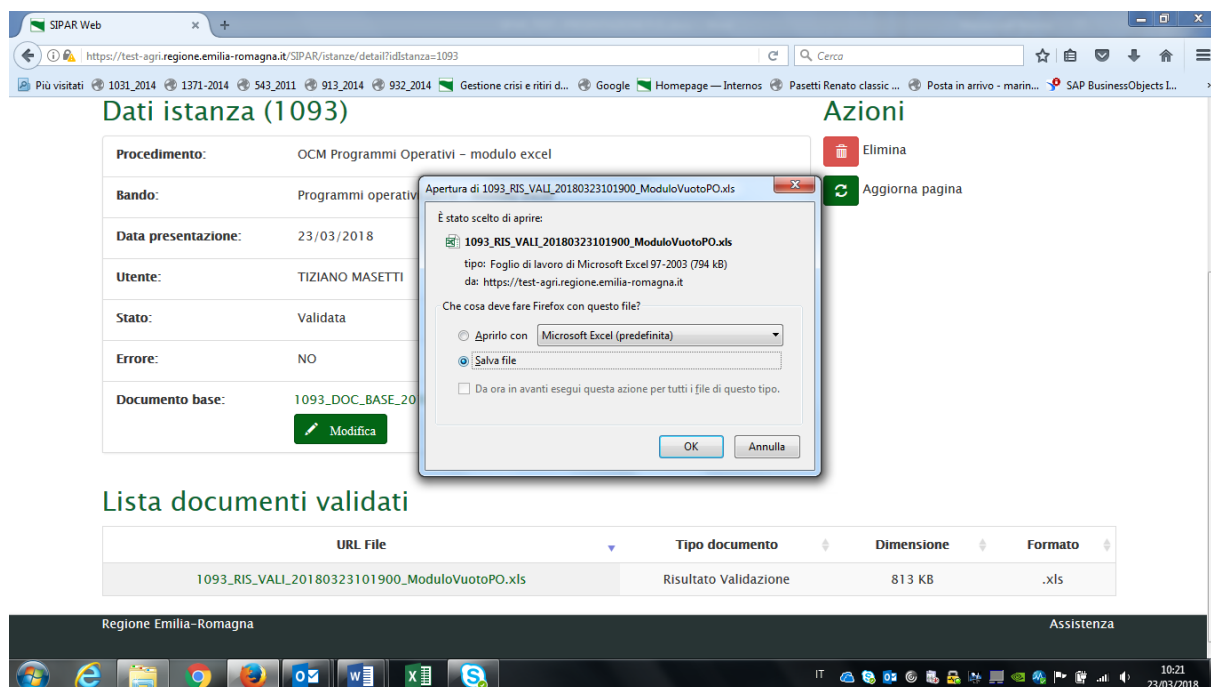 SIPAR Web
https://test-agri.regione.emilia-romagna.it/SIPAR/istanze/detail?idIstanza=1093
Cerca
Più visitati 1031_2014 1371-2014 543_2011 913_2014 932_2014 Gestione crisi e ritiri d... Google Homepage — Internos Pasetti Renato classic ... Posta in arrivo - marin... SAP BusinessObjects I...
Dati istanza (1093)
Azioni
Procedimento: OCM Programmi Operativi - modulo excel
Elimina
Bando: Programmi operativi
Aggiorna pagina
Data presentazione: 23/03/2018
Utente: TIZIANO MASETTI
Stato: Validata
Errore: NO
Documento base: 1093_DOC_BASE_20
Modifica
Apertura di 1093_RIS_VALI_20180323101900_ModuloVuotoPO.xls
È stato scelto di aprire:
1093_RIS_VALI_20180323101900_ModuloVuotoPO.xls
tipo: Foglio di lavoro di Microsoft Excel 97-2003 (794 kB)
da: https://test-agri.regione.emilia-romagna.it
Che cosa deve fare Firefox con questo file?
Aprirlo con Microsoft Excel (predefinita)
Salva file
Da ora in avanti esegui questa azione per tutti i file di questo tipo.
OK Annulla
Lista documenti validati
URL File Tipo documento Dimensione Formato
1093_RIS_VALI_20180323101900_ModuloVuotoPO.xls Risultato Validazione 813 KB .xls
Regione Emilia-Romagna Assistenza
IT 10:21
23/03/2018